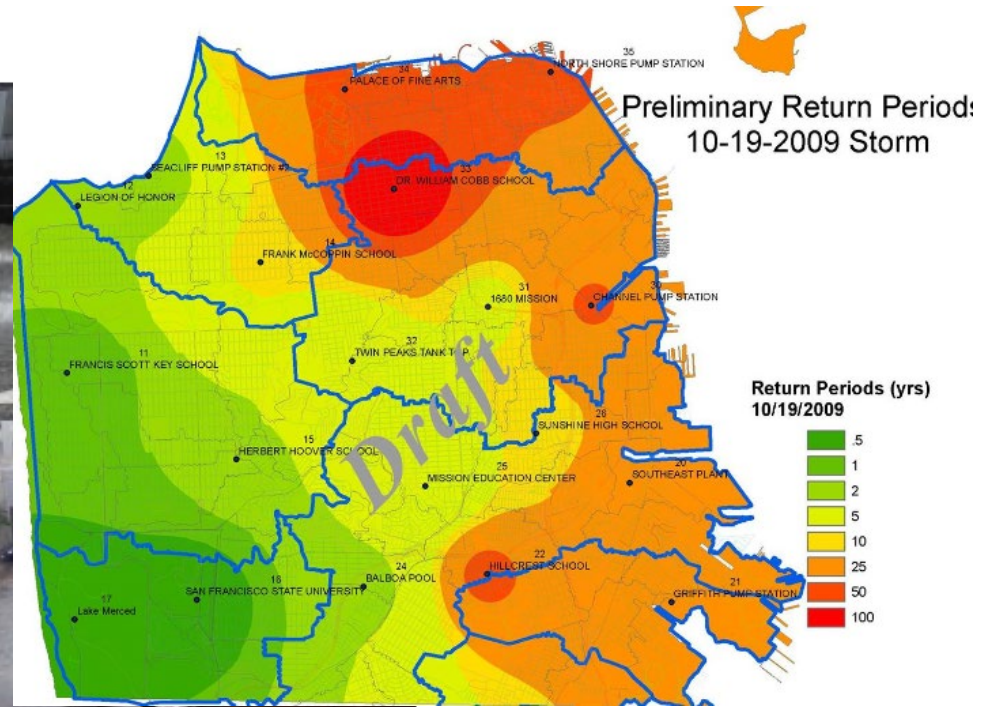 35
NORTH SHORE PUMP STATION
34
PALACE OF FINE ARTS
Preliminary Return Periods
10-19-2009 Storm
13
SEACLIFF PUMP STATION #2
33
DR. WILLIAM COBB SCHOOL
12
LEGION OF HONOR
14
FRANK McCOPPIN SCHOOL
31
1680 MISSION
30
CHANNEL PUMP STATION
32
TWIN PEAKS TANK TOP
11
FRANCIS SCOTT KEY SCHOOL
Draft
Return Periods (yrs)
10/19/2009
.5
1
2
5
10
25
50
100
28
SUNSHINE HIGH SCHOOL
15
HERBERT HOOVER SCHOOL
25
MISSION EDUCATION CENTER
20
SOUTHEAST PLANT
24
BALBOA POOL
22
HILLCREST SCHOOL
18
SAN FRANCISCO STATE UNIVERSITY
21
GRIFFITH PUMP STATION
17
Lake Merced